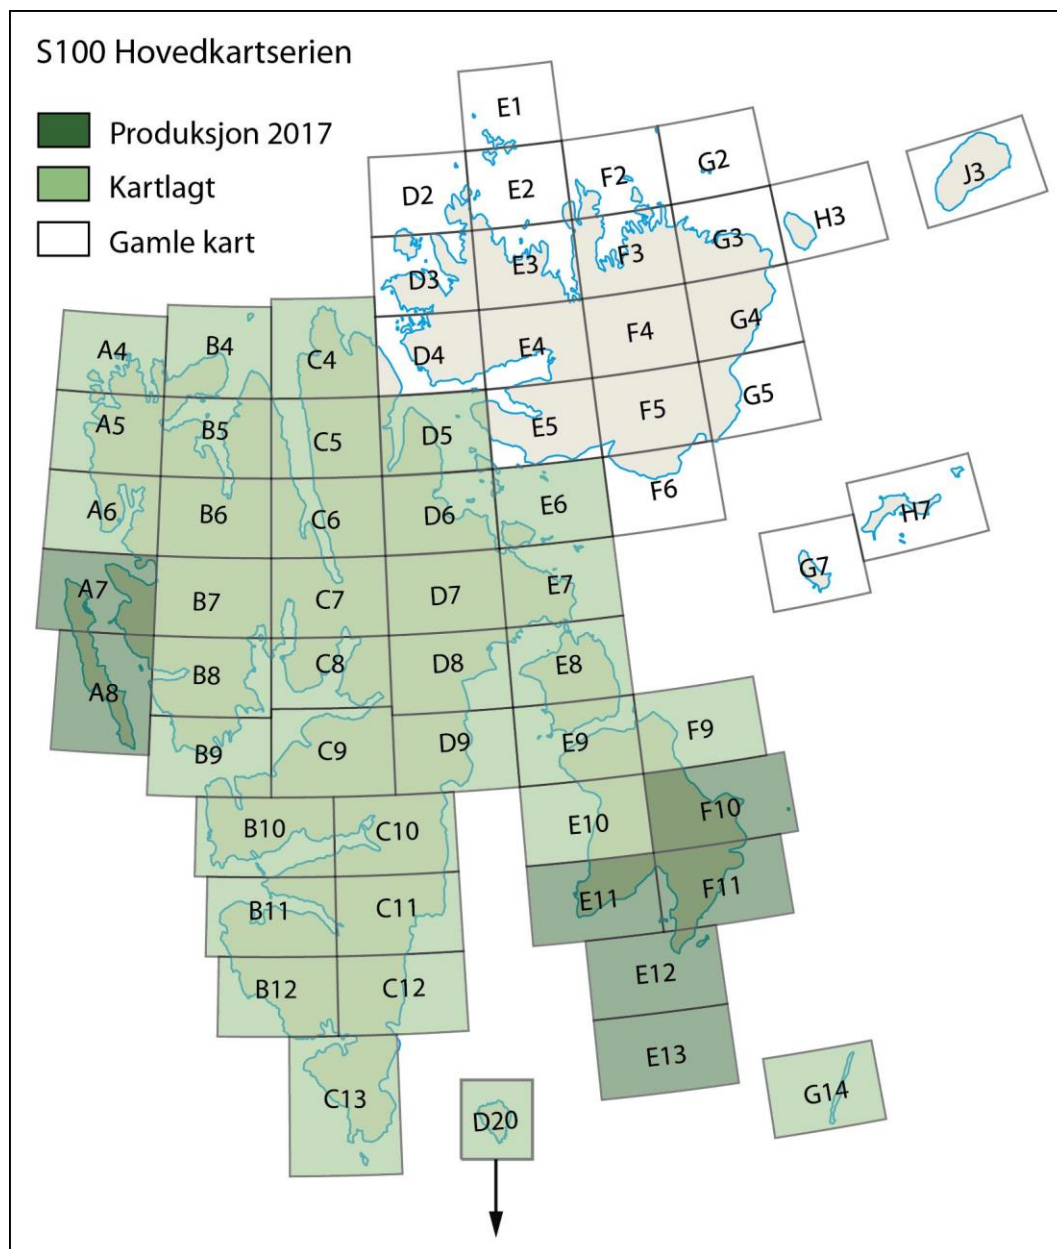 S100 Hovedkartserien
Produksjon 2017
Kartlagt
Gamle kart
E1
D2 E2 F2 G2
J3
D3 E3 F3 G3 H3
A4 B4 C4 D4 E4 F4 G4
A5 B5 C5 D5 E5 F5 G5
A6 B6 C6 D6 E6 F6
H7
A7 B7 C7 D7 E7 G7
A8 B8 C8 D8 E8
B9 C9 D9 E9 F9
B10 C10 E10 F10
B11 C11 E11 F11
B12 C12 E12
E13
C13 D20 G14